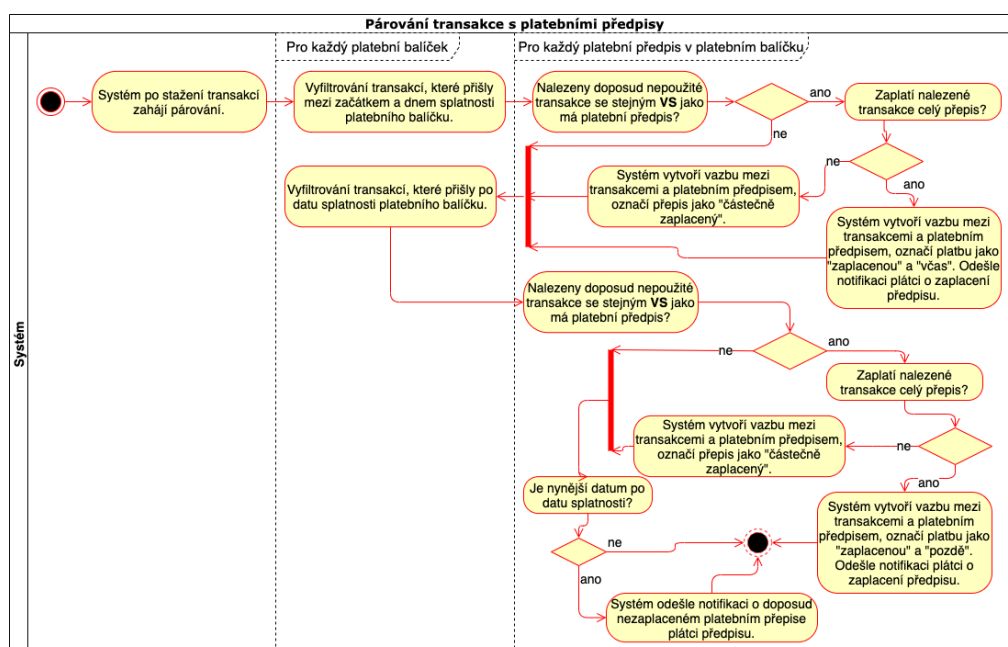 Párování transakce s platebními předpisy
Systém
Pro každý platební balíček
Pro každý platební předpis v platebním balíčku
Systém po stažení transakcí
zahájí párování.
Vyfiltrování transakcí, které přišly
mezi začátkem a dnem splatnosti
platebního balíčku.
Nalezeny doposud nepoužité
transakce se stejným VS jako
má platební předpis?
ano
Zaplatí nalezené
transakce celý přepis?
ne
ne
ano
Systém vytvoří vazbu mezi
transakcemi a platebním předpisem,
označí přepis jako "částečně
zaplacený".
Vyfiltrování transakcí, které přišly po
datu splatnosti platebního balíčku.
Systém vytvoří vazbu mezi
transakcemi a platebním
předpisem, označí platbu jako
"zaplacenou" a "včas". Odešle
notifikaci plátci o zaplacení
předpisu.
Nalezeny doposud nepoužité
transakce se stejným VS jako
má platební předpis?
ne
ano
Zaplatí nalezené
transakce celý přepis?
Systém vytvoří vazbu mezi
transakcemi a platebním předpisem,
označí přepis jako "částečně
zaplacený".
ne
ano
Je nynější datum po
datu splatnosti?
Systém vytvoří vazbu mezi
transakcemi a platebním
předpisem, označí platbu jako
"zaplacenou" a "pozdě".
Odešle notifikaci plátci o
zaplacení předpisu.
ne
ano
Systém odešle notifikaci o doposud
nezaplaceném platebním přepise
plátci předpisu.